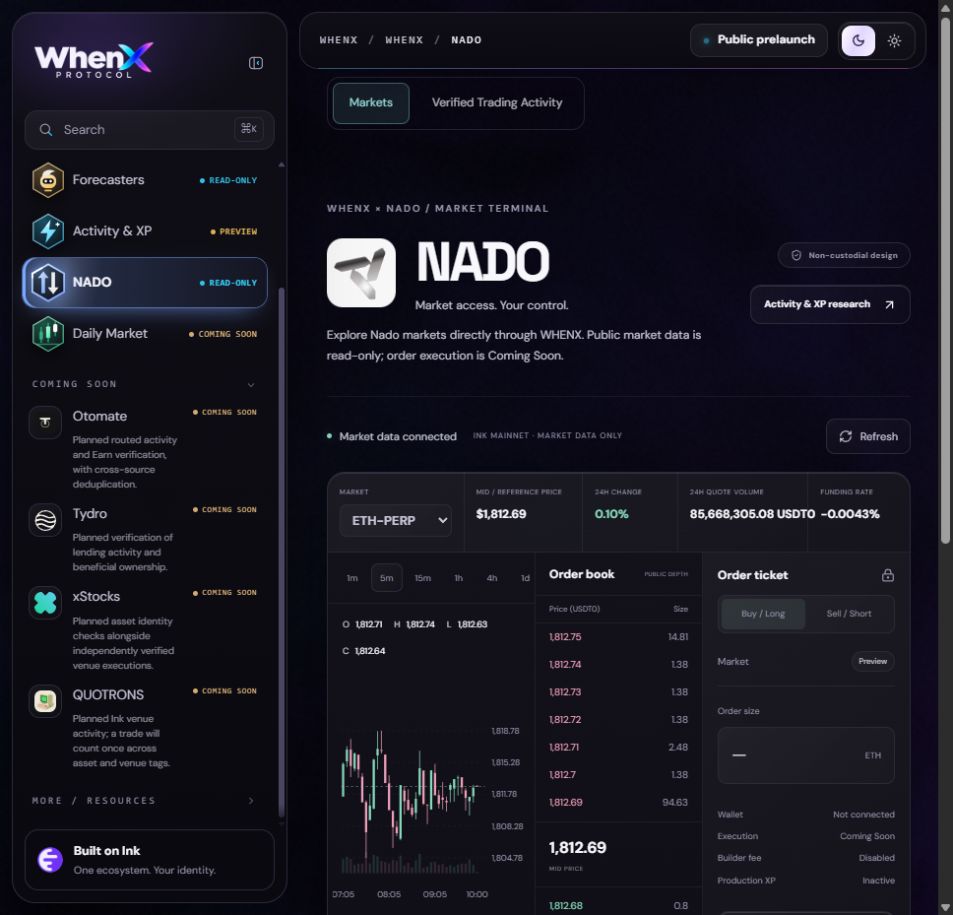 WhenX
PROTOCOL
Search
⌘K
Forecasters
READ-ONLY
Activity & XP
PREVIEW
NADO
READ-ONLY
Daily Market
COMING SOON
COMING SOON
Otomate
COMING SOON
Planned routed activity
and Earn verification,
with cross-source
deduplication.
Tydro
COMING SOON
Planned verification of
lending activity and
beneficial ownership.
xStocks
COMING SOON
Planned asset identity
checks alongside
independently verified
venue executions.
QUOTRONS
COMING SOON
Planned Ink venue
activity; a trade will
count once across
asset and venue tags.
MORE / RESOURCES
Built on Ink
One ecosystem. Your identity.
WHENX / WHENX / NADO
Public prelaunch
Markets
Verified Trading Activity
WHENX × NADO / MARKET TERMINAL
NADO
Market access. Your control.
Non-custodial design
Activity & XP research
Explore Nado markets directly through WHENX. Public market data is
read-only; order execution is Coming Soon.
Market data connected
INK MAINNET · MARKET DATA ONLY
Refresh
MARKET
ETH-PERP
MID / REFERENCE PRICE
$1,812.69
24H CHANGE
0.10%
24H QUOTE VOLUME
85,668,305.08 USDT0
FUNDING RATE
-0.0043%
1m 5m 15m 1h 4h 1d
O 1,812.71 H 1,812.74 L 1,812.63
C 1,812.64
1,818.78
1,815.28
1,811.78
1,808.28
1,804.78
07:05 08:05 09:05 10:00
Order book
PUBLIC DEPTH
Price (USDT0) Size
1,812.75 14.81
1,812.74 1.38
1,812.73 1.38
1,812.72 1.38
1,812.71 2.48
1,812.7 1.38
1,812.69 94.63
1,812.69
MID PRICE
1,812.68 0.8
Order ticket
Buy / Long
Sell / Short
Market
Preview
Order size
—
ETH
Wallet Not connected
Execution Coming Soon
Builder fee Disabled
Production XP Inactive